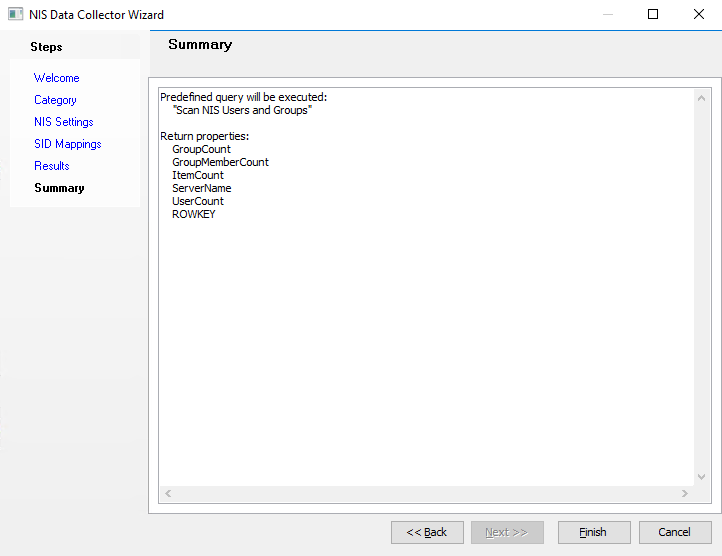 NIS Data Collector Wizard
Steps
Welcome
Category
NIS Settings
SID Mappings
Results
Summary
Summary
Predefined query will be executed:
"Scan NIS Users and Groups"
Return properties:
GroupCount
GroupMemberCount
ItemCount
ServerName
UserCount
ROWKEY
<< Back
Next >>
Finish
Cancel